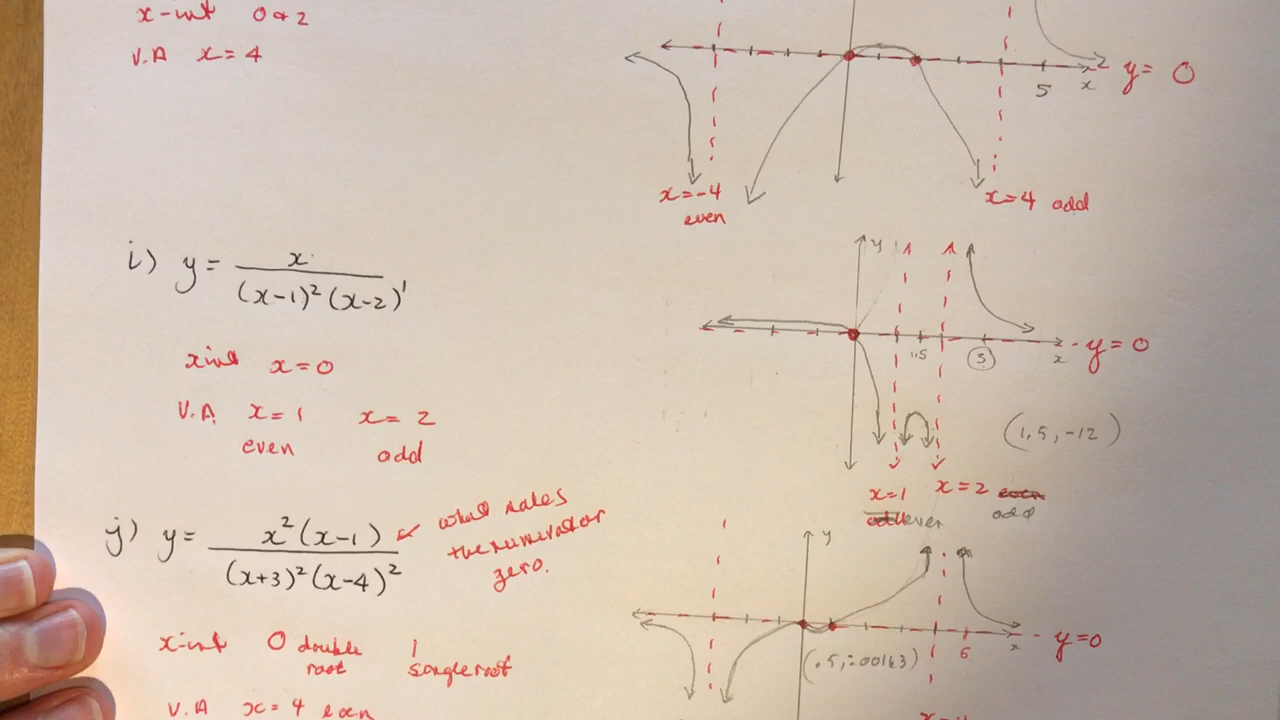 x-int 0 & 2
V.A x = 4
y = 0
5 x
x = -4
even
x = 4 odd
i) y = x / (x-1)² (x-2)¹
x int x = 0
V.A x = 1 x = 2
even odd
y
1.5 3 x
y = 0
(1.5, -12)
x = 1 x = 2
even odd
j) y = x² (x-1) / (x+3)² (x-4)²
what makes
the numerator
zero.
x-int 0 double root 1 single root
V.A x = 4 even
y
6 x
y = 0
(.5, -.00163)